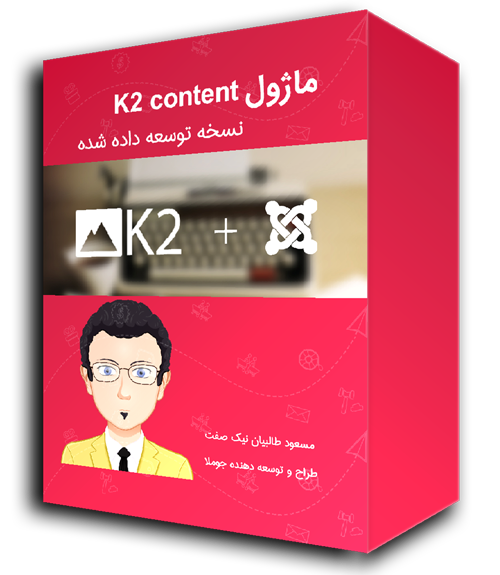 ماژول K2 content
نسخه توسعه داده شده
K2 +
مسعود طالبیان نیک صفت
طراح و توسعه دهنده جوملا